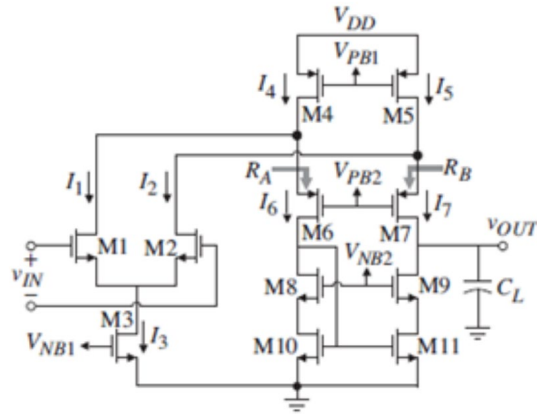 V_DD
V_PB1
I_4
I_5
M4
M5
R_A
V_PB2
R_B
I_1
I_2
I_6
I_7
M6
M7
v_OUT
M1
M2
v_IN
+
−
V_NB2
M8
M9
C_L
M3
I_3
V_NB1
M10
M11